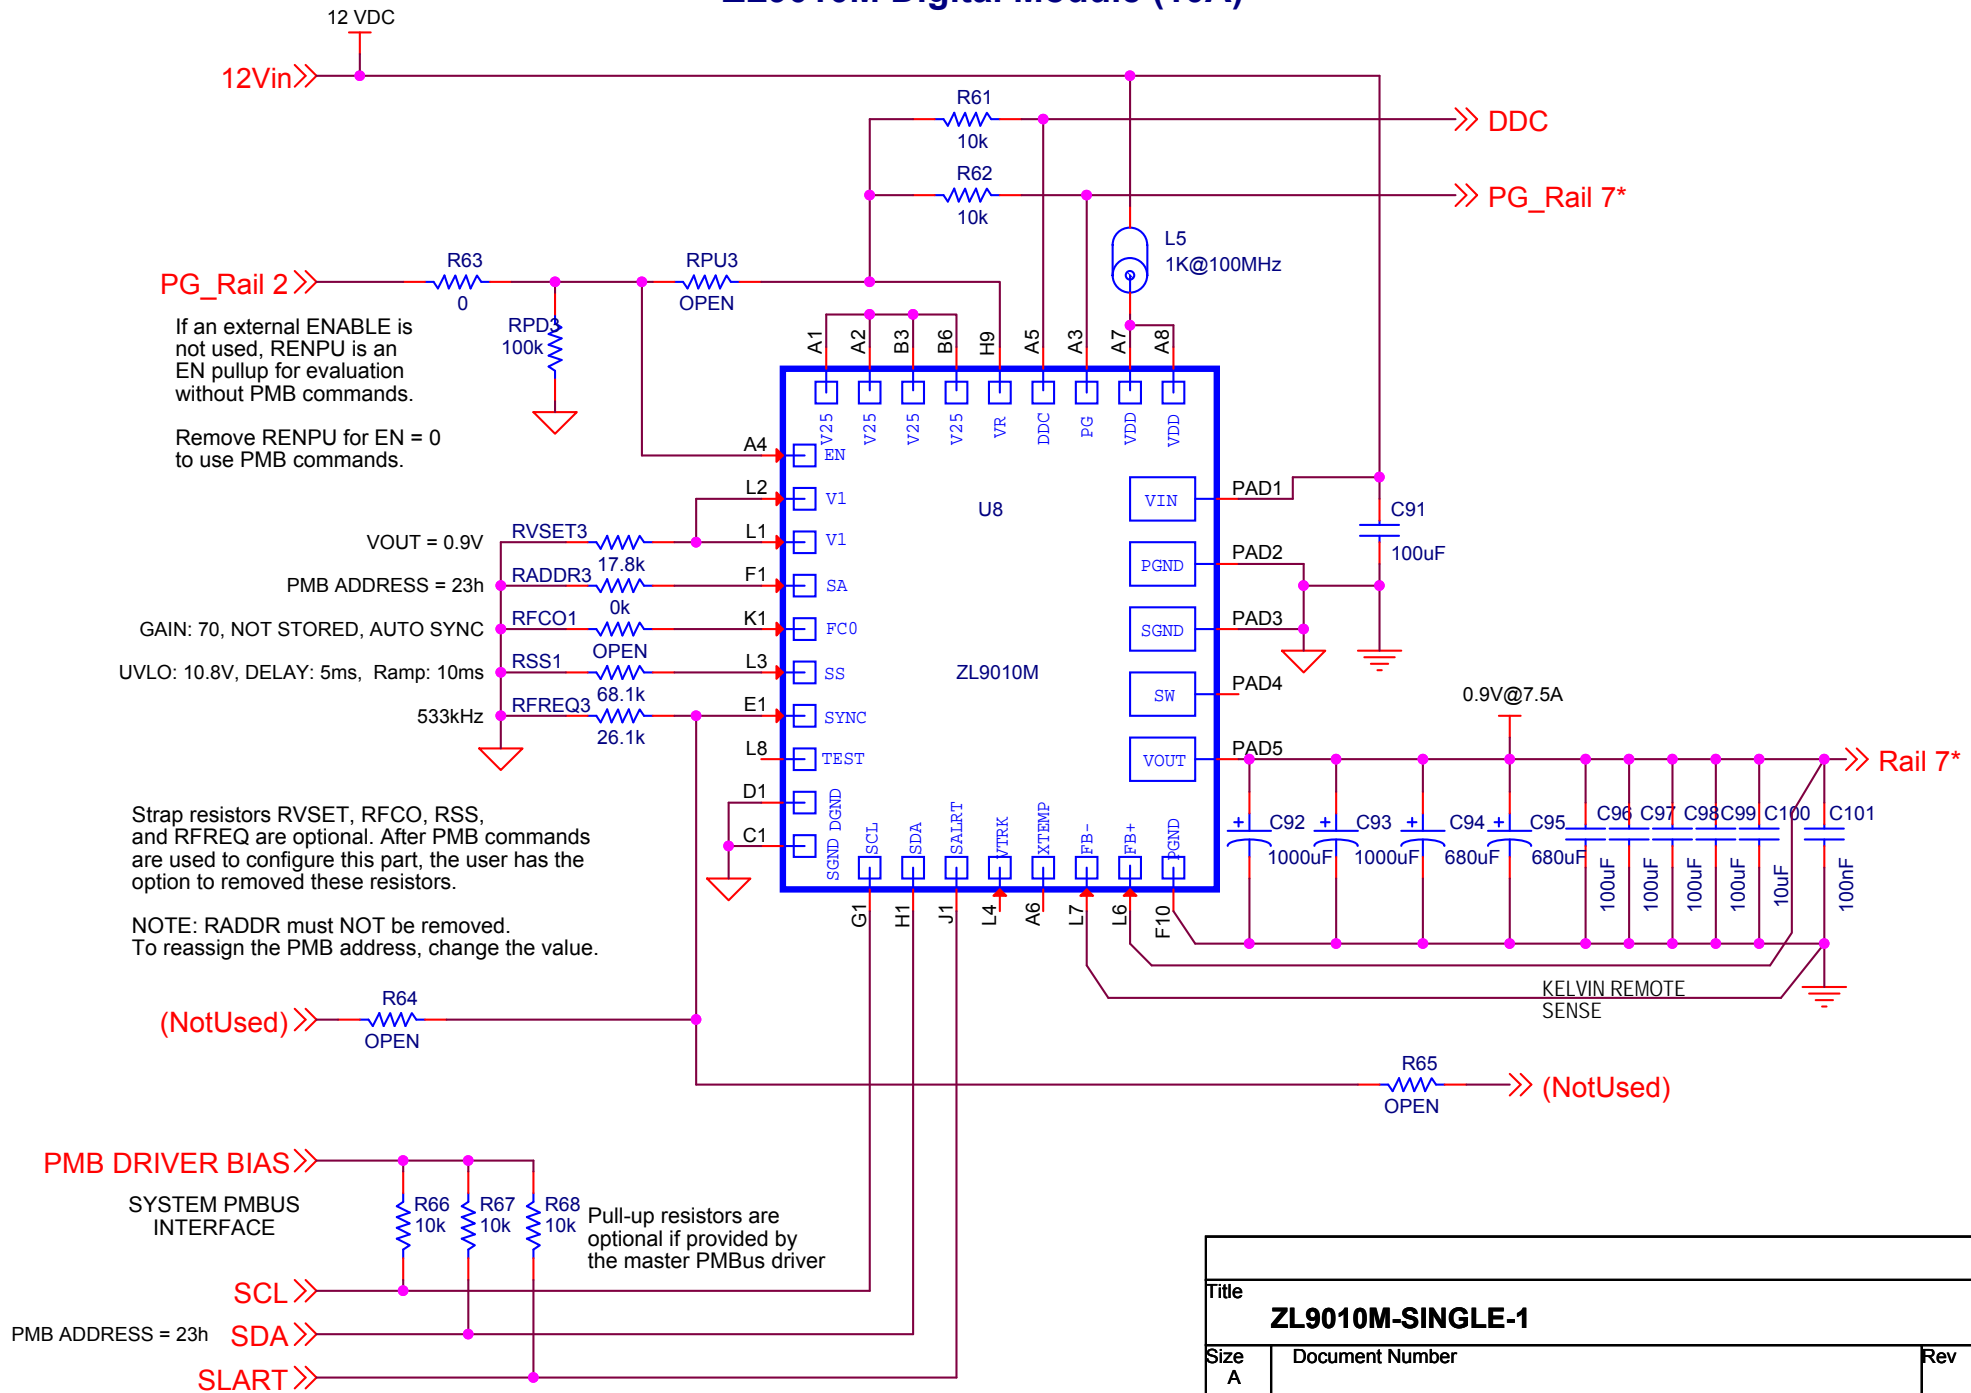 12 VDC
12Vin
R61
10k
DDC
R62
10k
PG_Rail 7*
L5
1K@100MHz
PG_Rail 2
R63
0
RPU3
OPEN
RPD3
100k
If an external ENABLE is
not used, RENPU is an
EN pullup for evaluation
without PMB commands.
Remove RENPU for EN = 0
to use PMB commands.
A1
A2
B3
B6
H9
A5
A3
A7
A8
V25
V25
V25
V25
VR
DDC
PG
VDD
VDD
A4
EN
L2
V1
L1
V1
F1
SA
K1
FC0
L3
SS
E1
SYNC
L8
TEST
D1
DGND
C1
SGND
U8
ZL9010M
VIN
PAD1
PGND
PAD2
SGND
PAD3
SW
PAD4
VOUT
PAD5
C91
100uF
VOUT = 0.9V
RVSET3
17.8k
PMB ADDRESS = 23h
RADDR3
0k
GAIN: 70, NOT STORED, AUTO SYNC
RFCO1
OPEN
UVLO: 10.8V, DELAY: 5ms, Ramp: 10ms
RSS1
68.1k
533kHz
RFREQ3
26.1k
0.9V@7.5A
Rail 7*
SCL
SDA
SALRT
VTRK
XTEMP
FB-
FB+
PGND
G1
H1
J1
L4
A6
L7
L6
F10
C92
1000uF
C93
1000uF
C94
680uF
C95
680uF
C96
100uF
C97
100uF
C98
100uF
C99
100uF
C100
10uF
C101
100nF
Strap resistors RVSET, RFCO, RSS,
and RFREQ are optional. After PMB commands
are used to configure this part, the user has the
option to removed these resistors.
NOTE: RADDR must NOT be removed.
To reassign the PMB address, change the value.
KELVIN REMOTE
SENSE
(NotUsed)
R64
OPEN
R65
OPEN
(NotUsed)
PMB DRIVER BIAS
SYSTEM PMBUS
INTERFACE
R66
10k
R67
10k
R68
10k
Pull-up resistors are
optional if provided by
the master PMBus driver
SCL
PMB ADDRESS = 23h
SDA
SLART
Title
ZL9010M-SINGLE-1
Size
A
Document Number
Rev